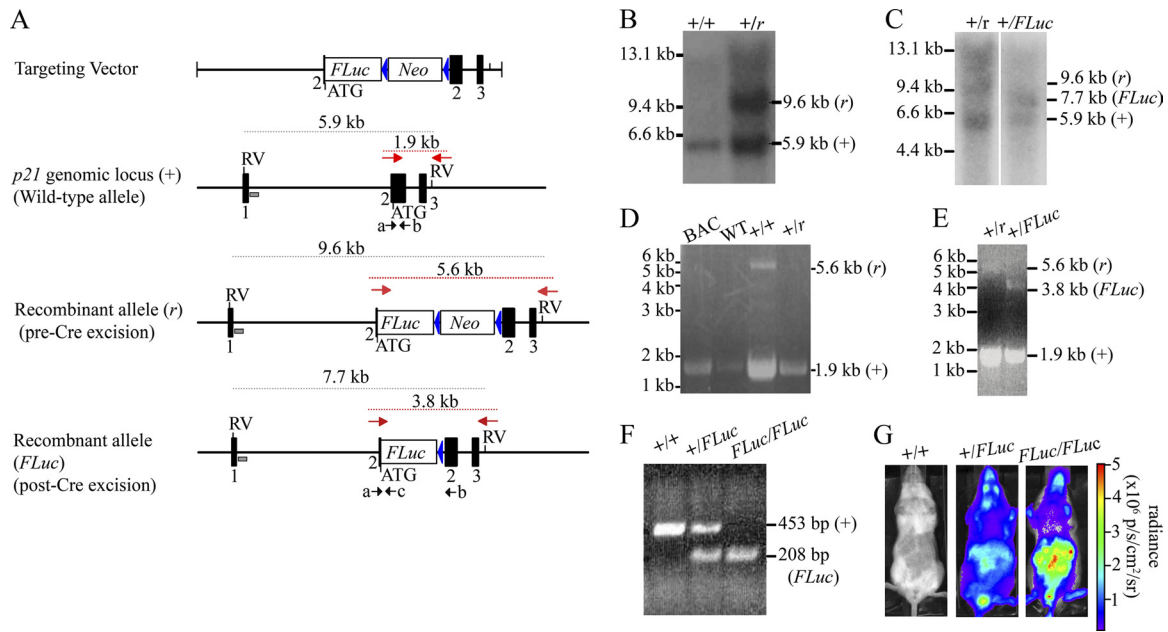 A
Targeting Vector
FLuc
Neo
2
ATG
2
3
5.9 kb
1.9 kb
RV
RV
p21 genomic locus (+)
(Wild-type allele)
1
2
ATG
3
a
b
9.6 kb
5.6 kb
RV
RV
Recombinant allele (r)
(pre-Cre excision)
FLuc
Neo
1
2
ATG
2
3
7.7 kb
3.8 kb
RV
RV
Recombnant allele
(FLuc)
(post-Cre excision)
FLuc
1
2
ATG
2
3
a
c
b
B
+/+
+/r
13.1 kb
9.4 kb
6.6 kb
9.6 kb (r)
5.9 kb (+)
C
+/r
+/FLuc
13.1 kb
9.4 kb
6.6 kb
4.4 kb
9.6 kb (r)
7.7 kb (FLuc)
5.9 kb (+)
D
BAC
WT
+/+
+/r
6 kb
5 kb
4 kb
3 kb
2 kb
1 kb
5.6 kb (r)
1.9 kb (+)
E
+/r
+/FLuc
6 kb
5 kb
4 kb
3 kb
2 kb
1 kb
5.6 kb (r)
3.8 kb (FLuc)
1.9 kb (+)
F
+/+
+/FLuc
FLuc/FLuc
453 bp (+)
208 bp
(FLuc)
G
+/+
+/FLuc
FLuc/FLuc
5
4
3
2
1
radiance
(x10⁶ p/s/cm²/sr)